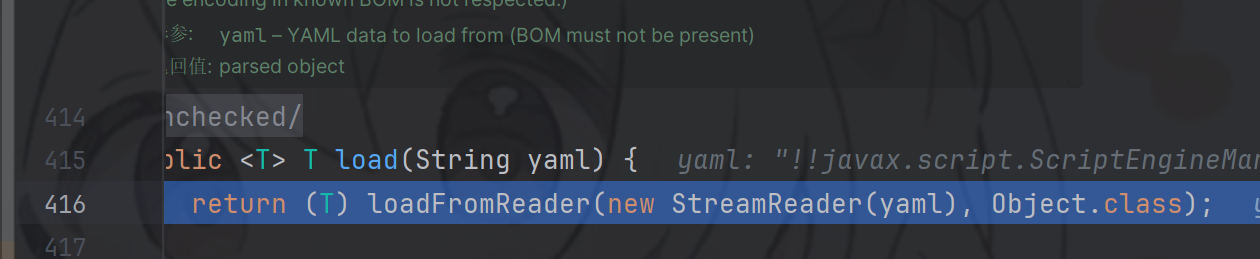 encoding in known BOM is not respected.)
参: yaml – YAML data to load from (BOM must not be present)
回值: parsed object
414 nchecked/
415 blic <T> T load(String yaml) { yaml: "!!javax.script.ScriptEngineMan
416 return (T) loadFromReader(new StreamReader(yaml), Object.class); y
417